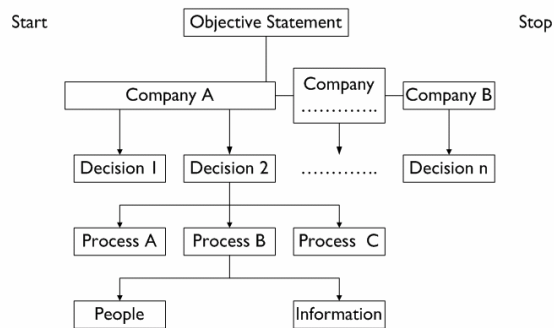 Start
Objective Statement
Stop
Company A
Company
.............
Company B
Decision 1
Decision 2
.............
Decision n
Process A
Process B
Process C
People
Information